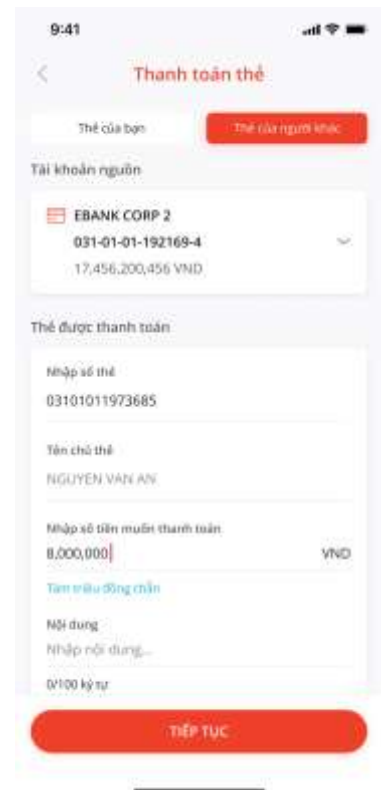 9:41
Thanh toán thẻ
Thẻ của bạn
Thẻ của người khác
Tài khoản nguồn
EBANK CORP 2
031-01-01-192169-4
17,456,200,456 VND
Thẻ được thanh toán
Nhập số thẻ
03101011973685
Tên chủ thẻ
NGUYEN VAN AN
Nhập số tiền muốn thanh toán
8,000,000 VND
Tám triệu đồng chẵn
Nội dung
Nhập nội dung...
0/100 ký tự
TIẾP TỤC